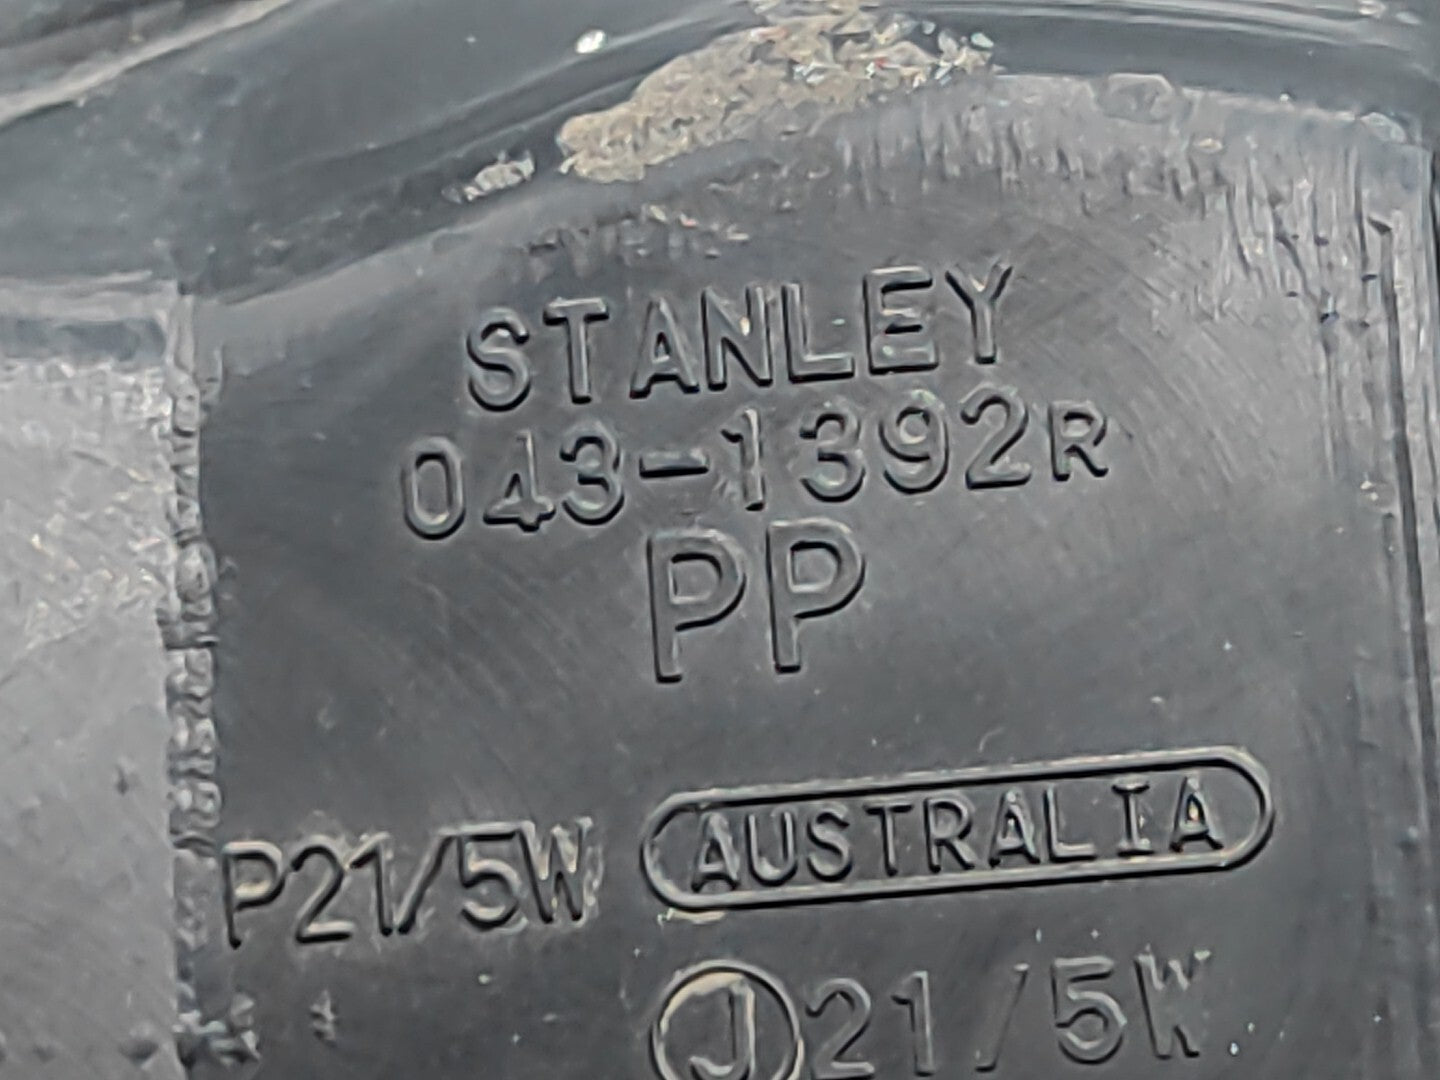 STANLEY
043-1392R
PP
P21/5W AUSTRALIA
J 21/5W